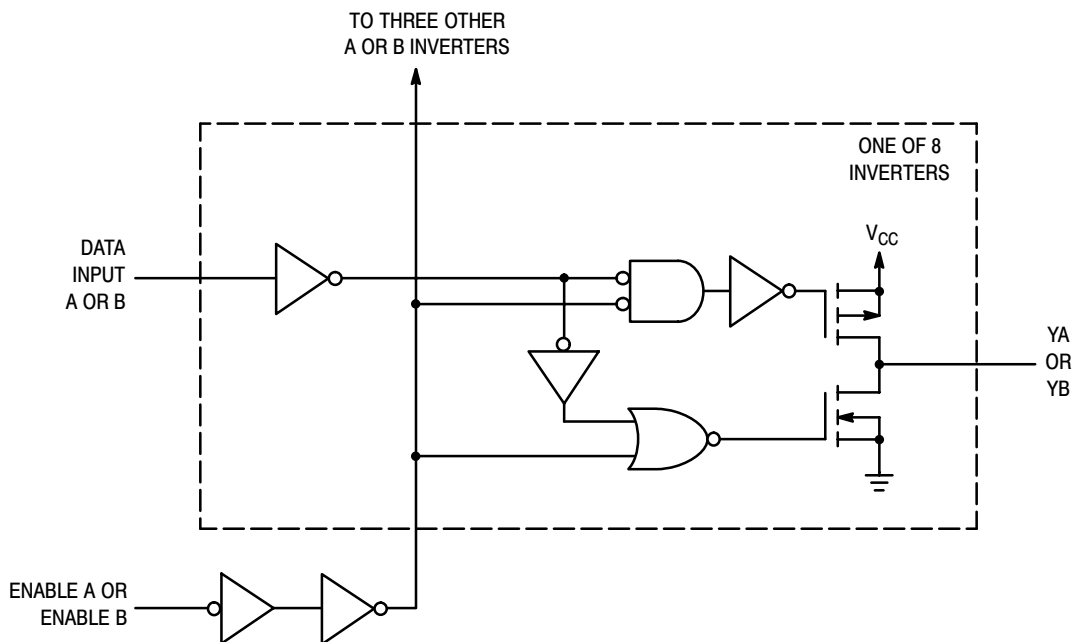 TO THREE OTHER
A OR B INVERTERS
ONE OF 8
INVERTERS
DATA
INPUT
A OR B
VCC
YA
OR
YB
ENABLE A OR
ENABLE B